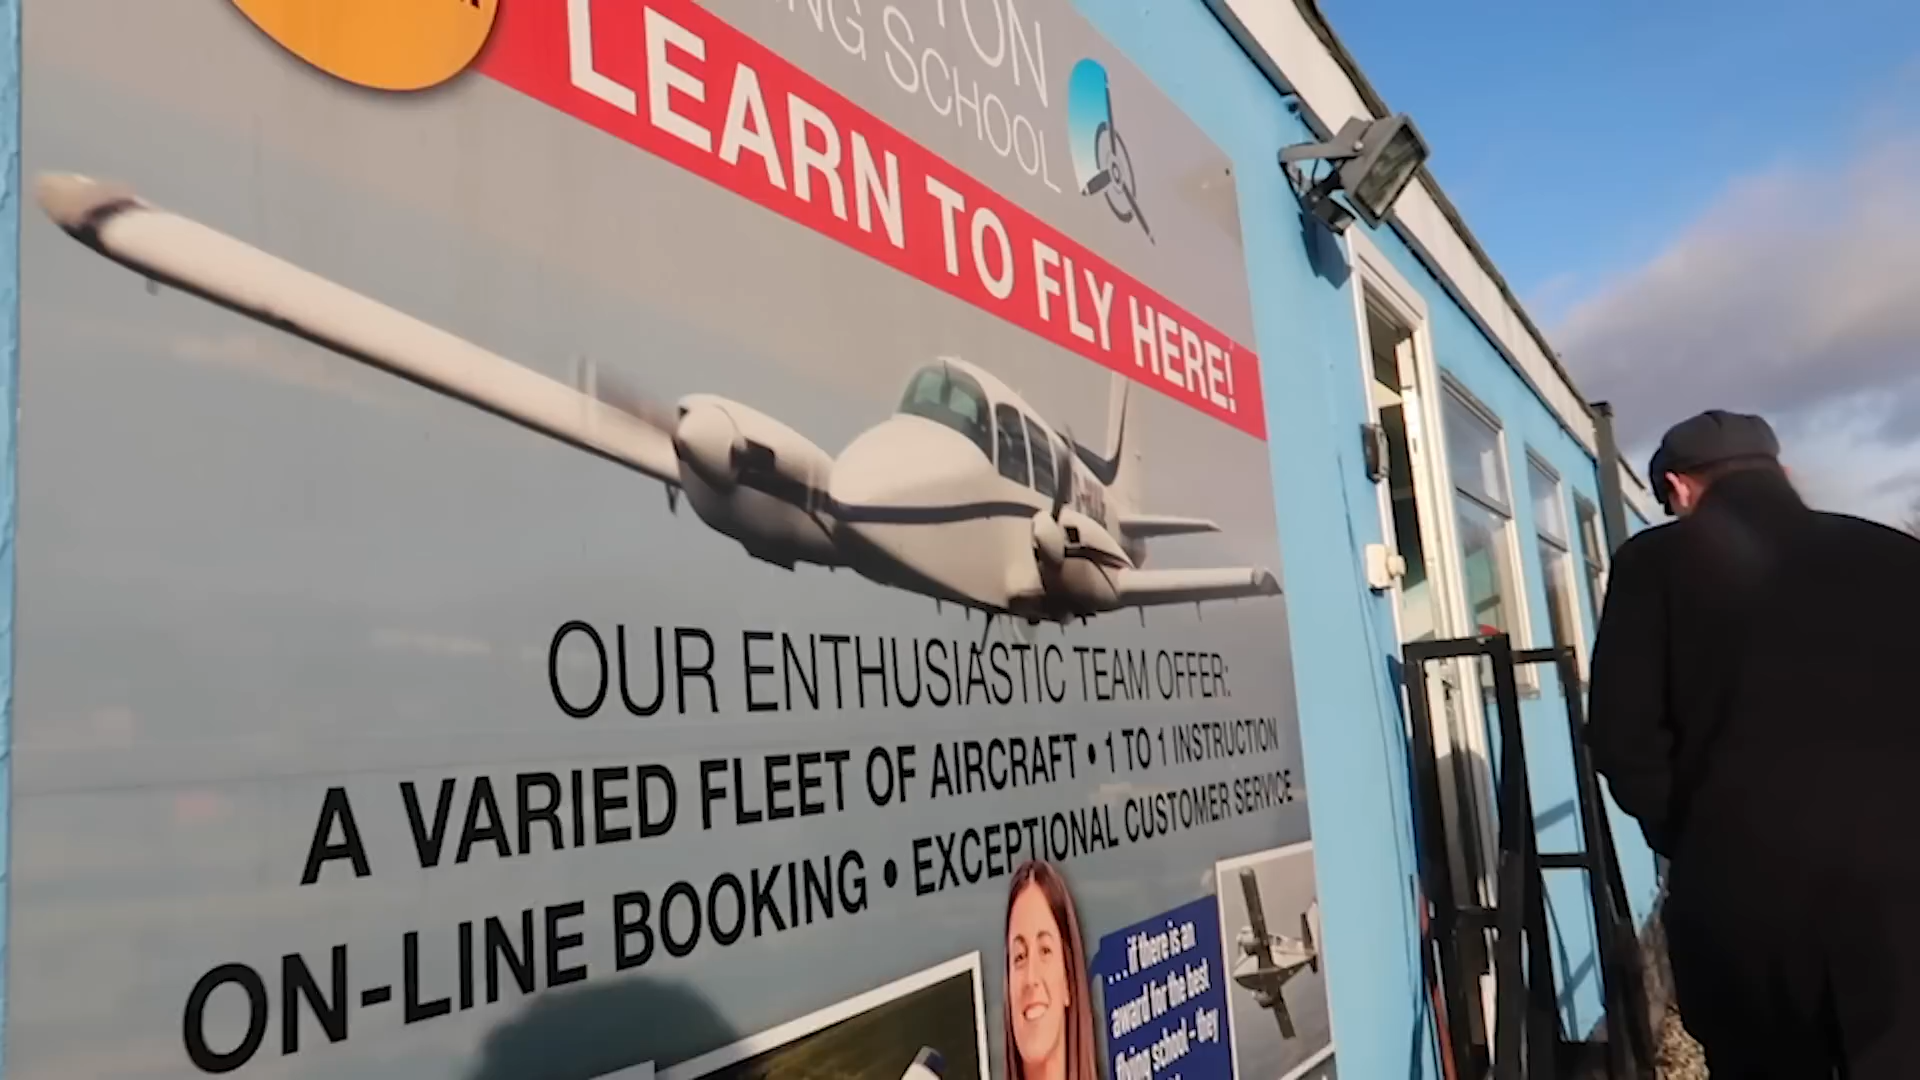 SCHOOL
LEARN TO FLY HERE!
OUR ENTHUSIASTIC TEAM OFFER:
A VARIED FLEET OF AIRCRAFT • 1 TO 1 INSTRUCTION
ON-LINE BOOKING • EXCEPTIONAL CUSTOMER SERVICE
...if there is an
award for the best
flying school – they